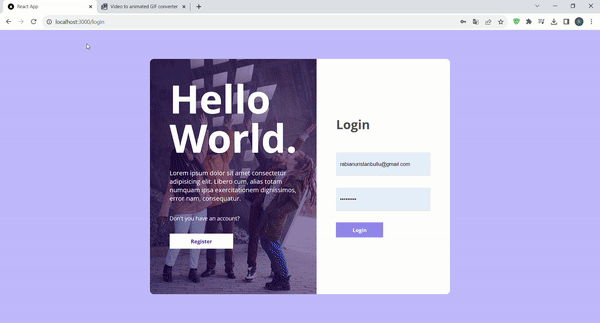 React App
Video to animated GIF converter
localhost:3000/login
Hello
World.
Lorem ipsum dolor sit amet consectetur
adipisicing elit. Libero cum, alias totam
numquam ipsa exercitationem dignissimos,
error nam, consequatur.
Don't you have an account?
Register
Login
rabianuristanbullu@gmail.com
Login